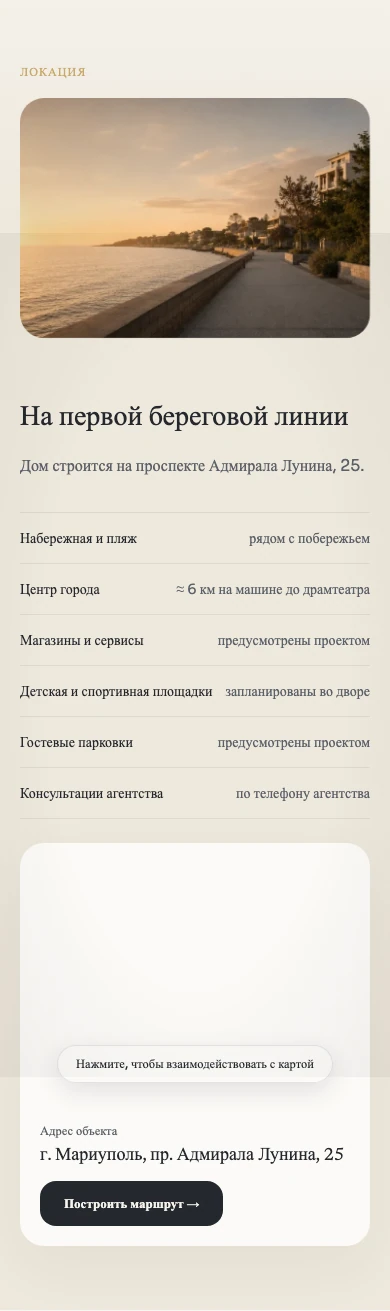 ЛОКАЦИЯ
На первой береговой линии
Дом строится на проспекте Адмирала Лунина, 25.
Набережная и пляж рядом с побережьем
Центр города ≈ 6 км на машине до драмтеатра
Магазины и сервисы предусмотрены проектом
Детская и спортивная площадки запланированы во дворе
Гостевые парковки предусмотрены проектом
Консультации агентства по телефону агентства
Нажмите, чтобы взаимодействовать с картой
Адрес объекта
г. Мариуполь, пр. Адмирала Лунина, 25
Построить маршрут →